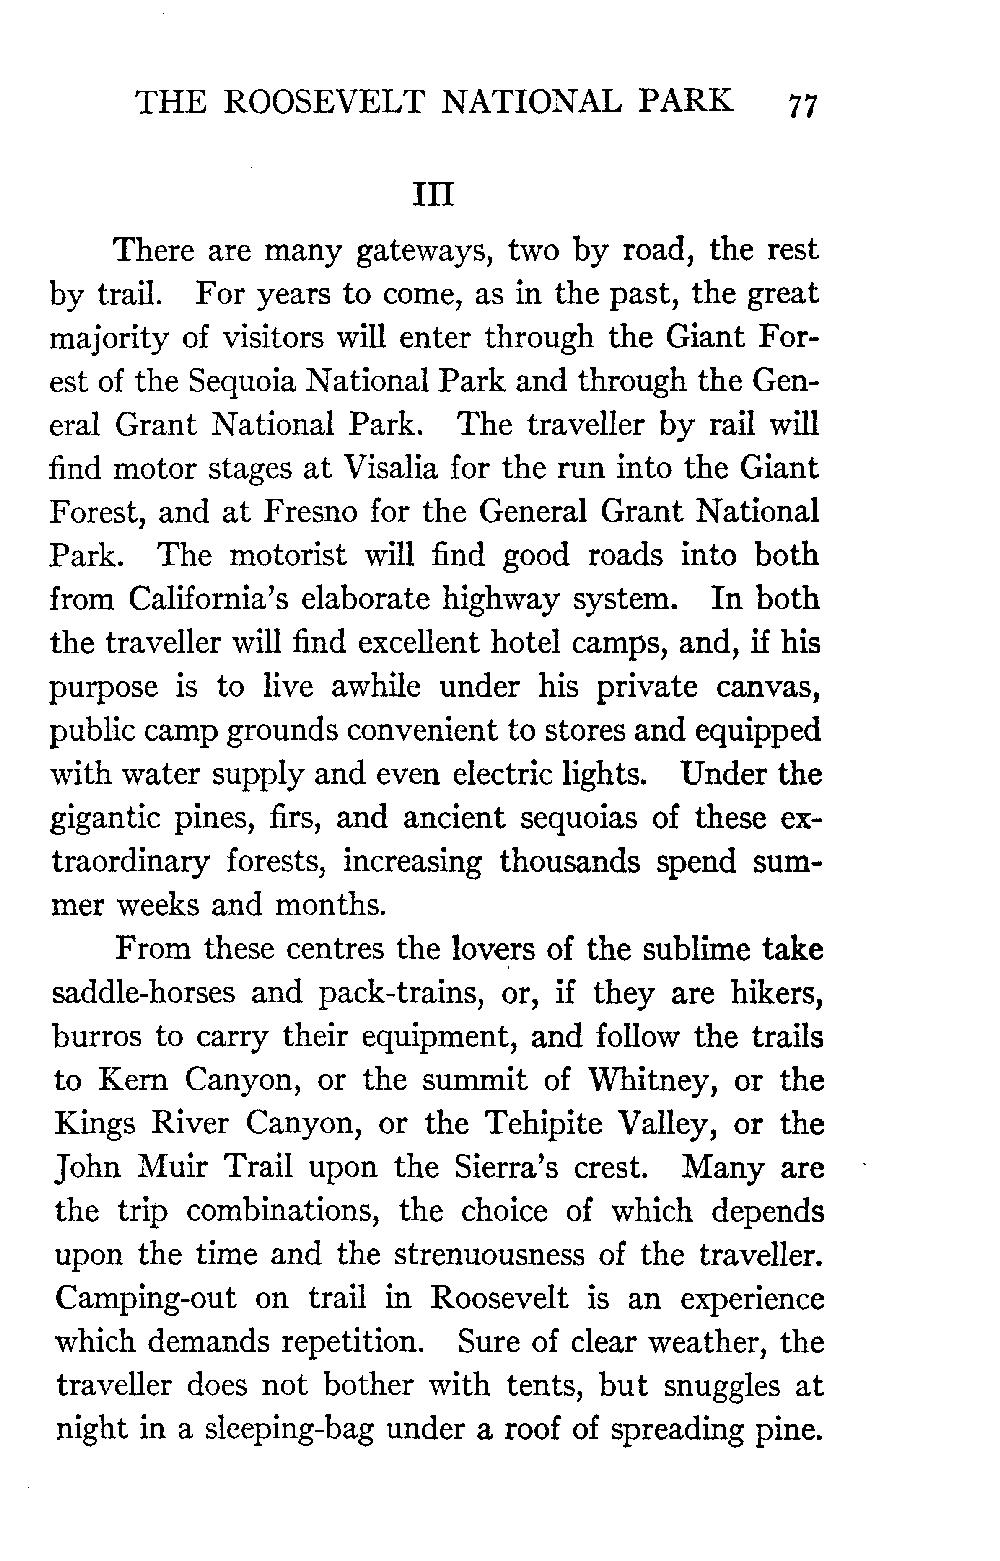 THE ROOSEVELT NATIONAL PARK 77
III
There are many gateways, two by road, the rest
by trail. For years to come, as in the past, the great
majority of visitors will enter through the Giant For-
est of the Sequoia National Park and through the Gen-
eral Grant National Park. The traveller by rail will
find motor stages at Visalia for the run into the Giant
Forest, and at Fresno for the General Grant National
Park. The motorist will find good roads into both
from California's elaborate highway system. In both
the traveller will find excellent hotel camps, and, if his
purpose is to live awhile under his private canvas,
public camp grounds convenient to stores and equipped
with water supply and even electric lights. Under the
gigantic pines, firs, and ancient sequoias of these ex-
traordinary forests, increasing thousands spend sum-
mer weeks and months.
From these centres the lovers of the sublime take
saddle-horses and pack-trains, or, if they are hikers,
burros to carry their equipment, and follow the trails
to Kern Canyon, or the summit of Whitney, or the
Kings River Canyon, or the Tehipite Valley, or the
John Muir Trail upon the Sierra's crest. Many are
the trip combinations, the choice of which depends
upon the time and the strenuousness of the traveller.
Camping-out on trail in Roosevelt is an experience
which demands repetition. Sure of clear weather, the
traveller does not bother with tents, but snuggles at
night in a sleeping-bag under a roof of spreading pine.